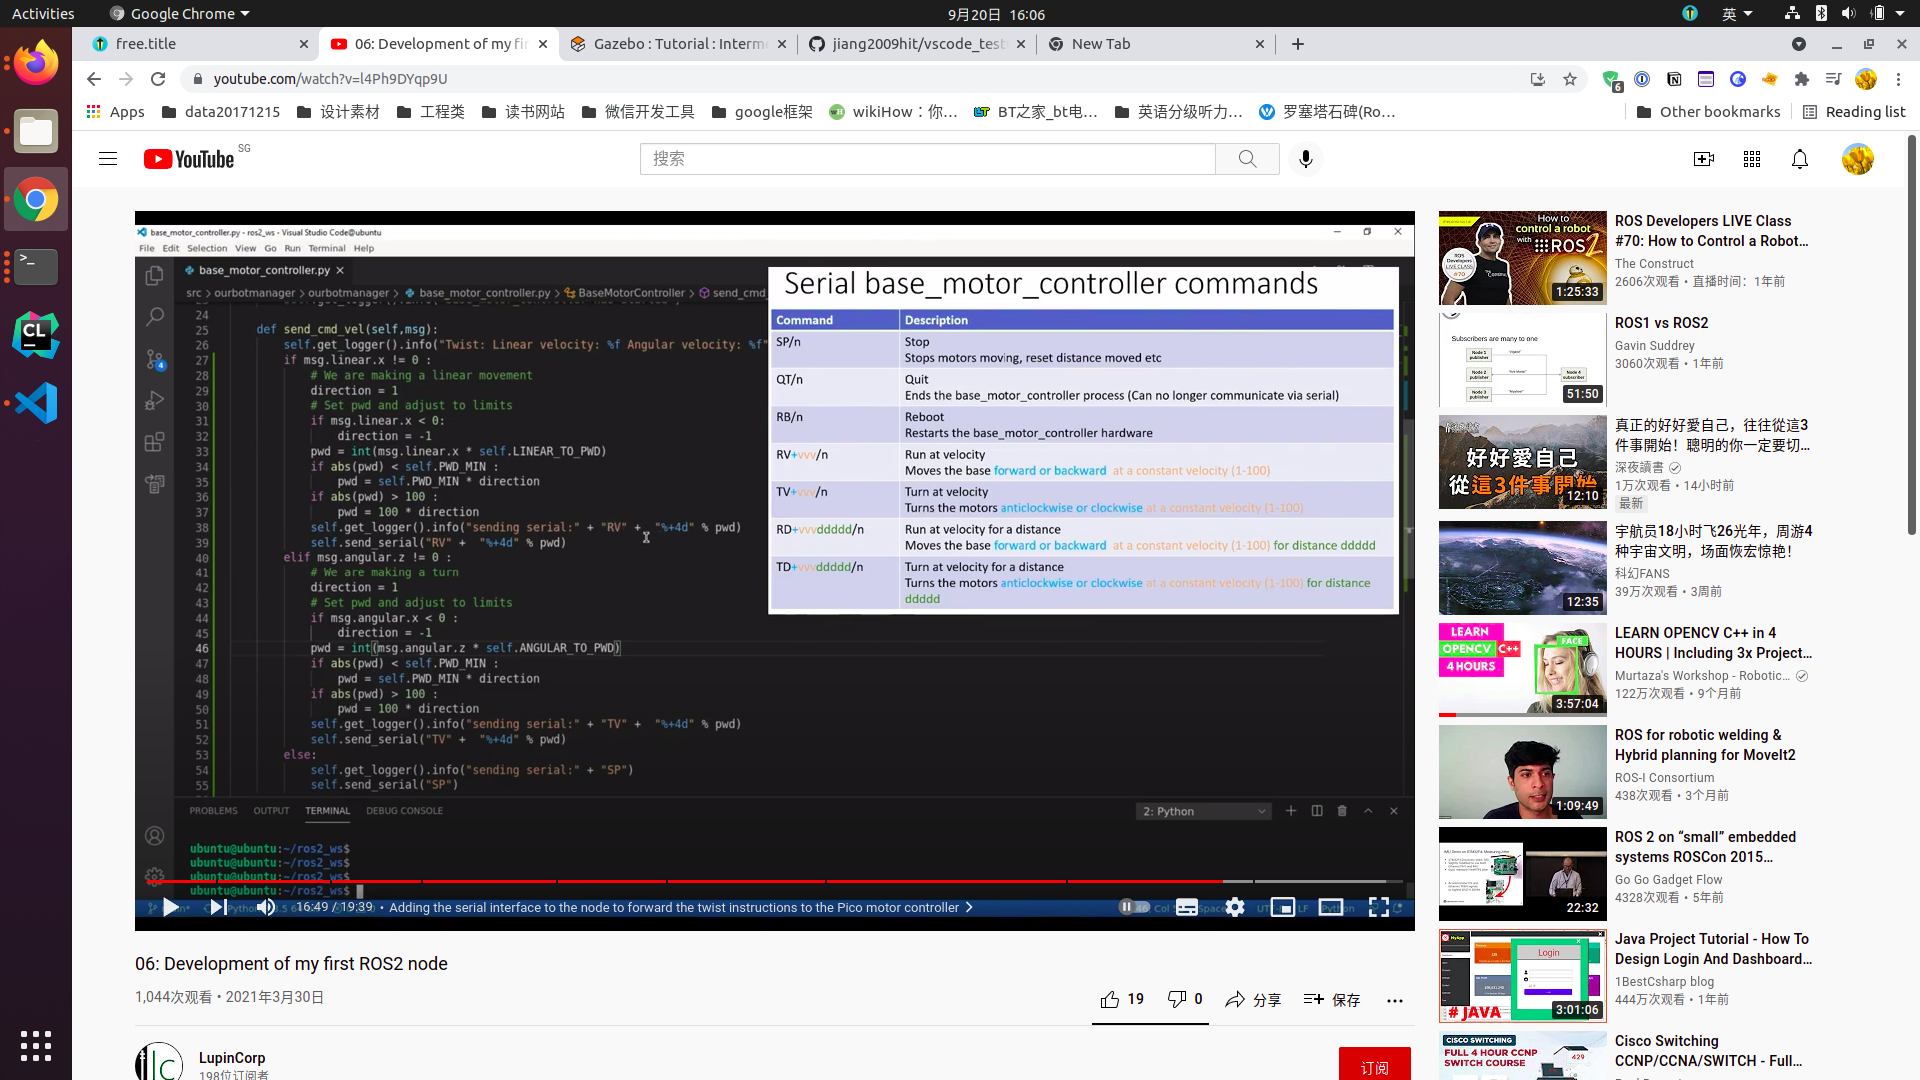 Activities
Google Chrome
9月20日 16:06
英
free.title
06: Development of my fir
Gazebo : Tutorial : Interm
jiang2009hit/vscode_test
New Tab
youtube.com/watch?v=l4Ph9DYqp9U
6
Apps
data20171215
设计素材
工程类
读书网站
微信开发工具
google框架
wikiHow：你…
BT之家_bt电…
英语分级听力…
罗塞塔石碑(Ro…
Other bookmarks
Reading list
YouTube
SG
搜索
base_motor_controller.py - ros2_ws - Visual Studio Code@ubuntu
File Edit Selection View Go Run Terminal Help
base_motor_controller.py
src > ourbotmanager > ourbotmanager > base_motor_controller.py > BaseMotorController > send_cmd_
24
25 def send_cmd_vel(self,msg):
26 self.get_logger().info("Twist: Linear velocity: %f Angular velocity: %f"
27 if msg.linear.x != 0 :
28 # We are making a linear movement
29 direction = 1
30 # Set pwd and adjust to limits
31 if msg.linear.x < 0:
32 direction = -1
33 pwd = int(msg.linear.x * self.LINEAR_TO_PWD)
34 if abs(pwd) < self.PWD_MIN :
35 pwd = self.PWD_MIN * direction
36 if abs(pwd) > 100 :
37 pwd = 100 * direction
38 self.get_logger().info("sending serial:" + "RV" + "%+4d" % pwd)
39 self.send_serial("RV" + "%+4d" % pwd)
40 elif msg.angular.z != 0 :
41 # We are making a turn
42 direction = 1
43 # Set pwd and adjust to limits
44 if msg.angular.x < 0 :
45 direction = -1
46 pwd = int(msg.angular.z * self.ANGULAR_TO_PWD)
47 if abs(pwd) < self.PWD_MIN :
48 pwd = self.PWD_MIN * direction
49 if abs(pwd) > 100 :
50 pwd = 100 * direction
51 self.get_logger().info("sending serial:" + "TV" + "%+4d" % pwd)
52 self.send_serial("TV" + "%+4d" % pwd)
53 else:
54 self.get_logger().info("sending serial:" + "SP")
55 self.send_serial("SP")
Serial base_motor_controller commands
Command Description
SP/n Stop
Stops motors moving, reset distance moved etc
QT/n Quit
Ends the base_motor_controller process (Can no longer communicate via serial)
RB/n Reboot
Restarts the base_motor_controller hardware
RV+vvv/n Run at velocity
Moves the base forward or backward at a constant velocity (1-100)
TV+vvv/n Turn at velocity
Turns the motors anticlockwise or clockwise at a constant velocity (1-100)
RD+vvvddddd/n Run at velocity for a distance
Moves the base forward or backward at a constant velocity (1-100) for distance ddddd
TD+vvvddddd/n Turn at velocity for a distance
Turns the motors anticlockwise or clockwise at a constant velocity (1-100) for distance
ddddd
PROBLEMS OUTPUT TERMINAL DEBUG CONSOLE
2: Python
ubuntu@ubuntu:~/ros2_ws$
ubuntu@ubuntu:~/ros2_ws$
ubuntu@ubuntu:~/ros2_ws$
ubuntu@ubuntu:~/ros2_ws$
16:49 / 19:39 • Adding the serial interface to the node to forward the twist instructions to the Pico motor controller
06: Development of my first ROS2 node
1,044次观看 • 2021年3月30日
19
0
分享
保存
LupinCorp
198位订阅者
订阅
How to
control a robot
with ROS 2
ROS
Developers
LIVE CLASS
#70
1:25:33
ROS Developers LIVE Class
#70: How to Control a Robot…
The Construct
2606次观看 • 直播时间：1年前
Subscribers are many to one
Node 1
publisher
Node 2
publisher
Node 3
publisher
Node 4
subscriber
51:50
ROS1 vs ROS2
Gavin Suddrey
3060次观看 • 1年前
好好愛自己
從這3件事開始
12:10
真正的好好愛自己，往往從這3
件事開始！聰明的你一定要切…
深夜讀書
1万次观看 • 14小时前
最新
12:35
宇航员18小时飞26光年，周游4
种宇宙文明，场面恢宏惊艳！
科幻FANS
39万次观看 • 3周前
LEARN
OPENCV C++
4 HOURS
FACE
3:57:04
LEARN OPENCV C++ in 4
HOURS | Including 3x Project…
Murtaza's Workshop - Robotic…
122万次观看 • 9个月前
1:09:49
ROS for robotic welding &
Hybrid planning for MoveIt2
ROS-I Consortium
438次观看 • 3个月前
22:32
ROS 2 on “small” embedded
systems ROSCon 2015…
Go Go Gadget Flow
4328次观看 • 5年前
Login
# JAVA
3:01:06
Java Project Tutorial - How To
Design Login And Dashboard…
1BestCsharp blog
444万次观看 • 1年前
CISCO SWITCHING
FULL 4 HOUR CCNP
SWITCH COURSE
429
Cisco Switching
CCNP/CCNA/SWITCH - Full…